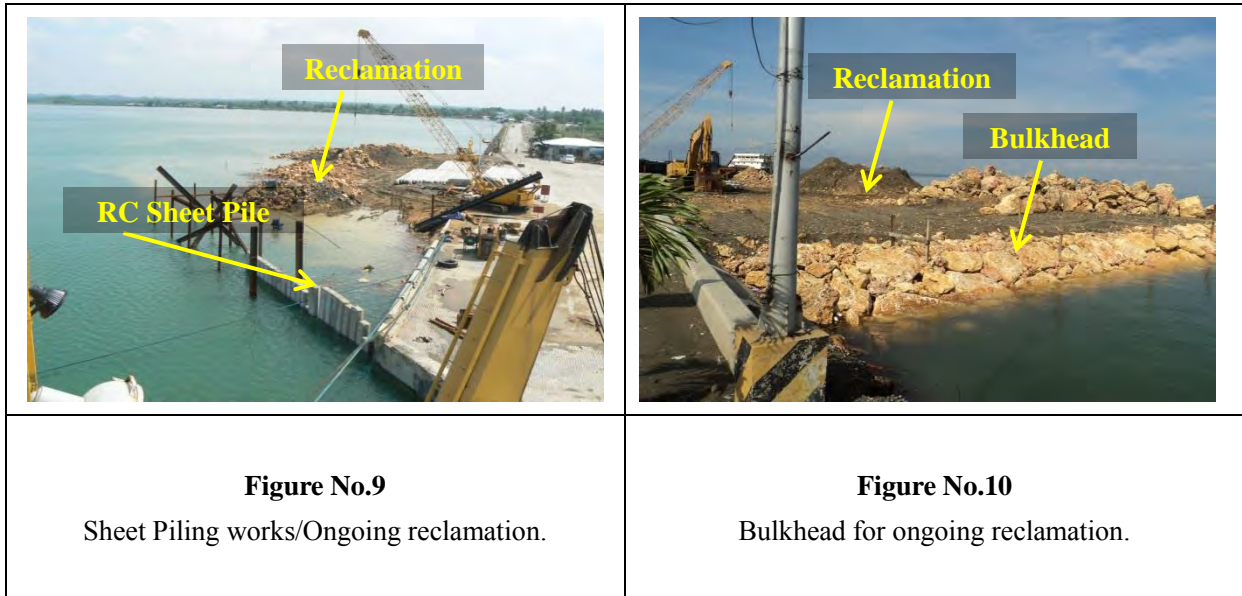 Reclamation
RC Sheet Pile
Reclamation
Bulkhead
Figure No.9
Sheet Piling works/Ongoing reclamation.
Figure No.10
Bulkhead for ongoing reclamation.